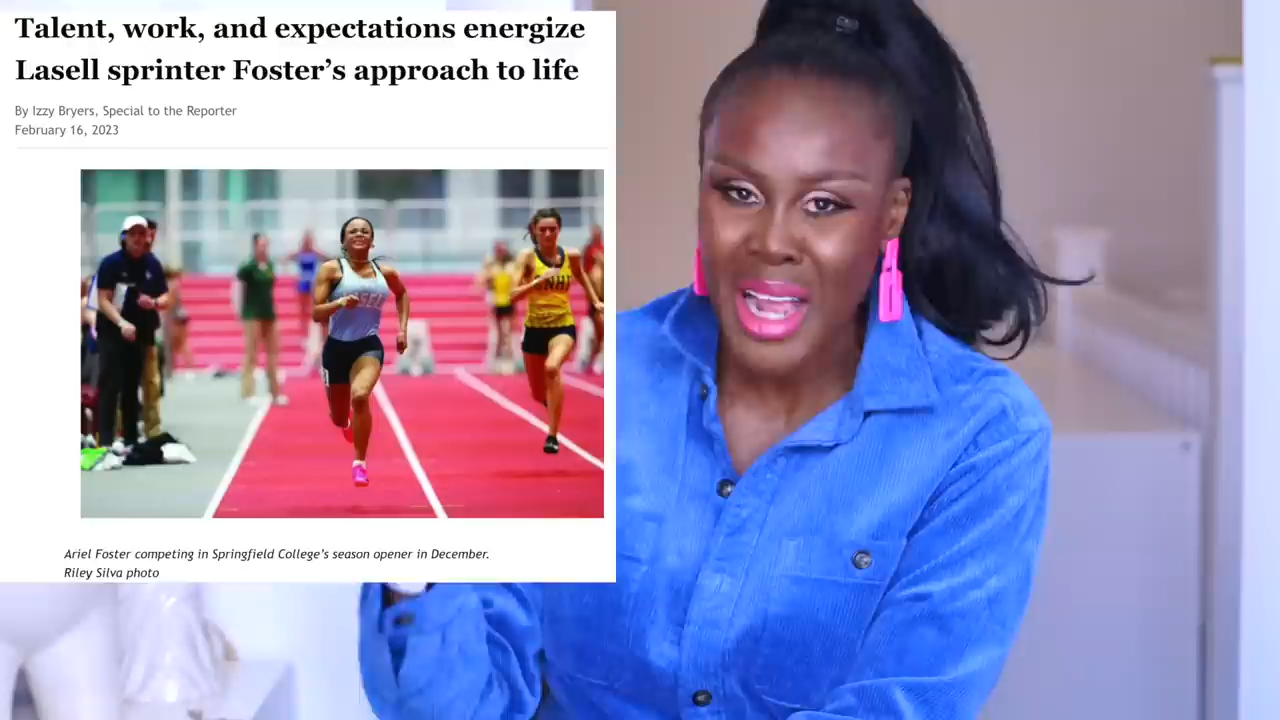 Talent, work, and expectations energize
Lasell sprinter Foster’s approach to life
By Izzy Bryers, Special to the Reporter
February 16, 2023
Ariel Foster competing in Springfield College’s season opener in December.
Riley Silva photo